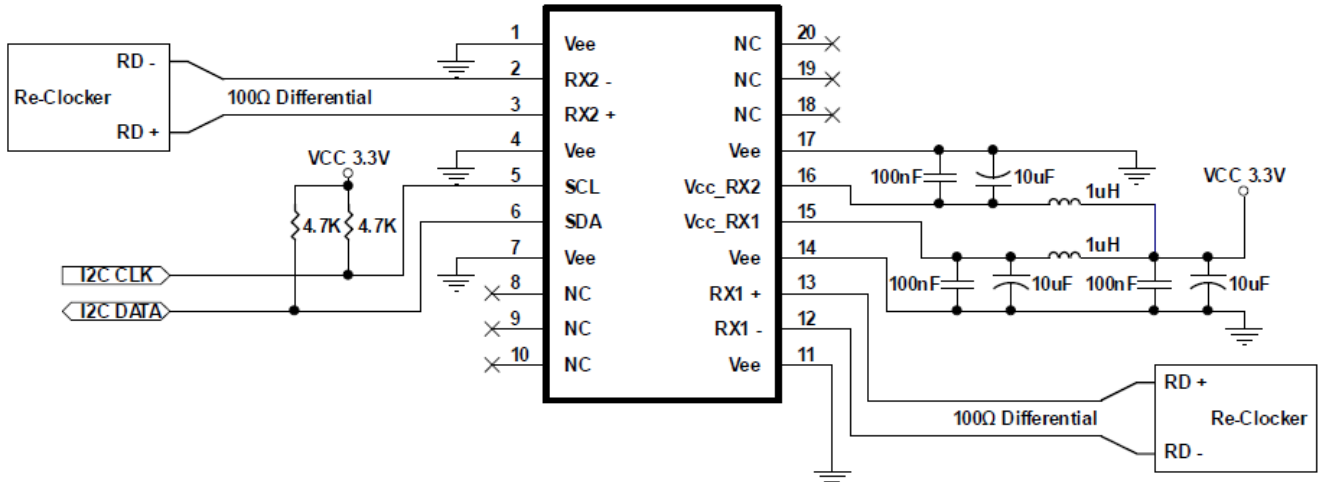 1 Vee NC 20
RD -
2 RX2 - NC 19
Re-Clocker 100Ω Differential
3 RX2 + NC 18
RD +
4 Vee Vee 17
VCC 3.3V
100nF 10uF VCC 3.3V
5 SCL Vcc_RX2 16
1uH
4.7K 4.7K
6 SDA Vcc_RX1 15
1uH
7 Vee Vee 14
I2C CLK
100nF 10uF 100nF 10uF
8 NC RX1 + 13
I2C DATA
9 NC RX1 - 12
10 NC Vee 11
RD +
100Ω Differential Re-Clocker
RD -